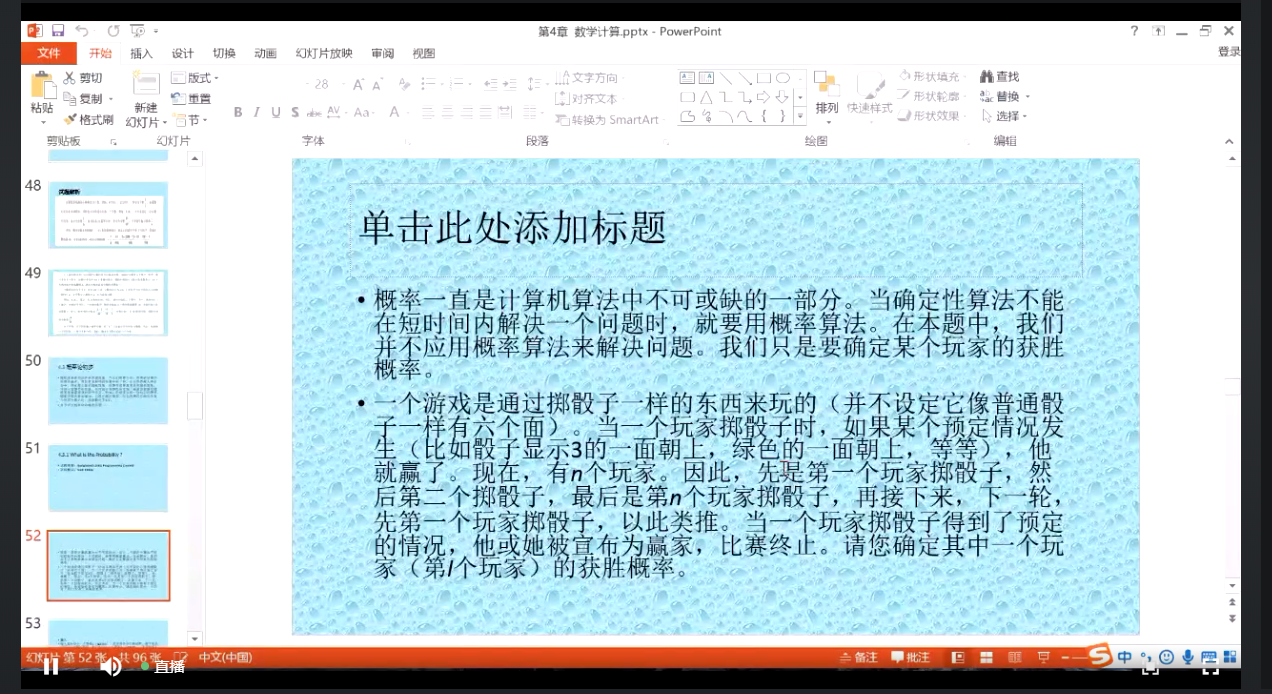 第4章 数学计算.pptx - PowerPoint
?
登录
文件 开始 插入 设计 切换 动画 幻灯片放映 审阅 视图
粘贴
剪切
复制
格式刷
剪贴板
新建
幻灯片
版式
重置
节
幻灯片
28
B I U S abc AV Aa A
字体
文字方向
对齐文本
转换为 SmartArt
段落
排列
快速样式
形状填充
形状轮廓
形状效果
绘图
查找
替换
选择
编辑
48
试题解析
49
50
51
4.3.2 What is the Probability ?
52
53
单击此处添加标题
• 概率一直是计算机算法中不可或缺的一部分。当确定性算法不能
在短时间内解决一个问题时，就要用概率算法。在本题中，我们
并不应用概率算法来解决问题。我们只是要确定某个玩家的获胜
概率。
• 一个游戏是通过掷骰子一样的东西来玩的（并不设定它像普通骰
子一样有六个面）。当一个玩家掷骰子时，如果某个预定情况发
生（比如骰子显示3的一面朝上，绿色的一面朝上，等等），他
就赢了。现在，有n个玩家。因此，先是第一个玩家掷骰子，然
后第二个掷骰子，最后是第n个玩家掷骰子，再接下来，下一轮，
先第一个玩家掷骰子，以此类推。当一个玩家掷骰子得到了预定
的情况，他或她被宣布为赢家，比赛终止。请您确定其中一个玩
家（第I个玩家）的获胜概率。
幻灯片 第 52 张，共 96 张 中文(中国) 备注 批注 中
直播